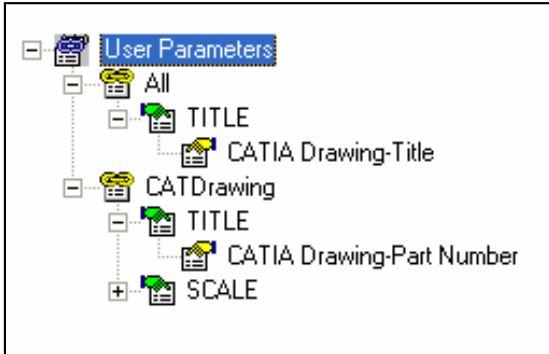 User Parameters
All
TITLE
CATIA Drawing-Title
CATDrawing
TITLE
CATIA Drawing-Part Number
SCALE